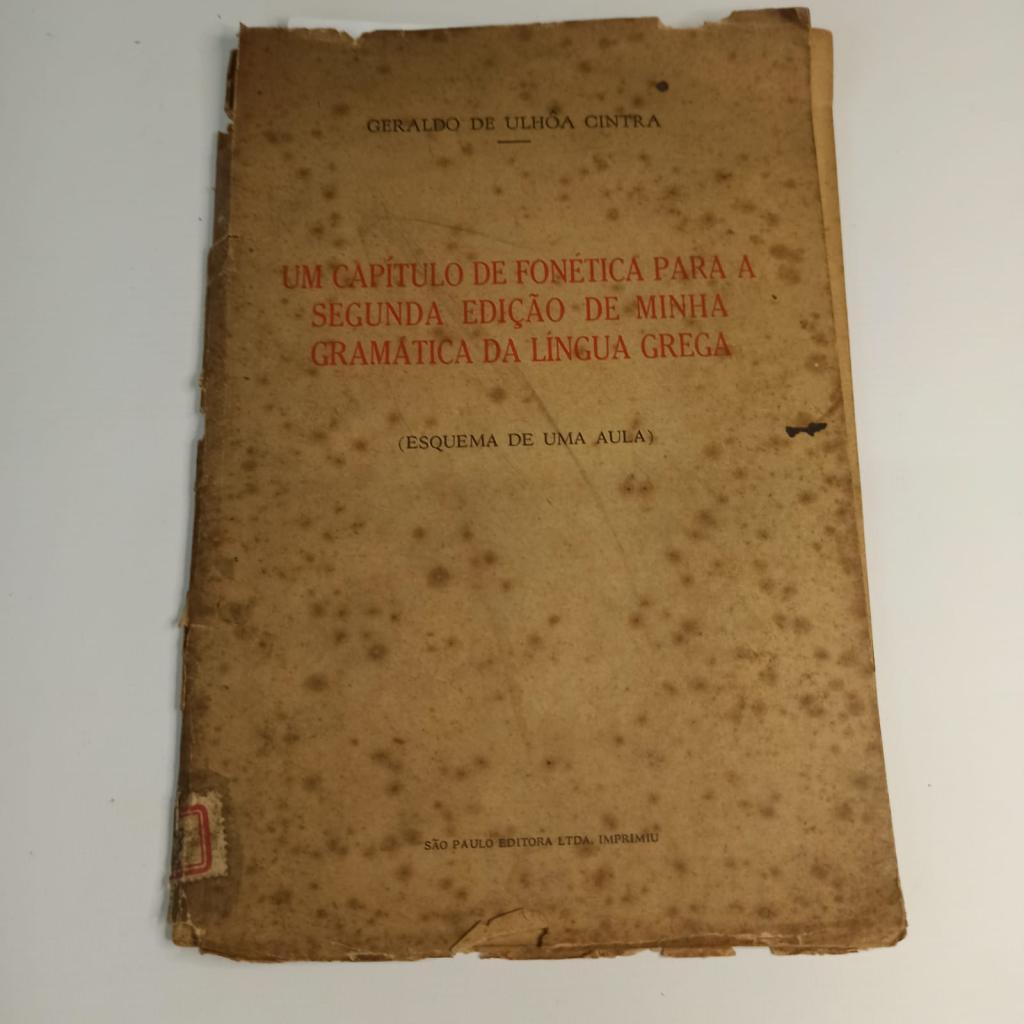 GERALDO DE ULHÔA CINTRA
UM CAPÍTULO DE FONÉTICA PARA A
SEGUNDA EDIÇÃO DE MINHA
GRAMÁTICA DA LÍNGUA GREGA
(ESQUEMA DE UMA AULA)
SÃO PAULO EDITORA LTDA. IMPRIMIU